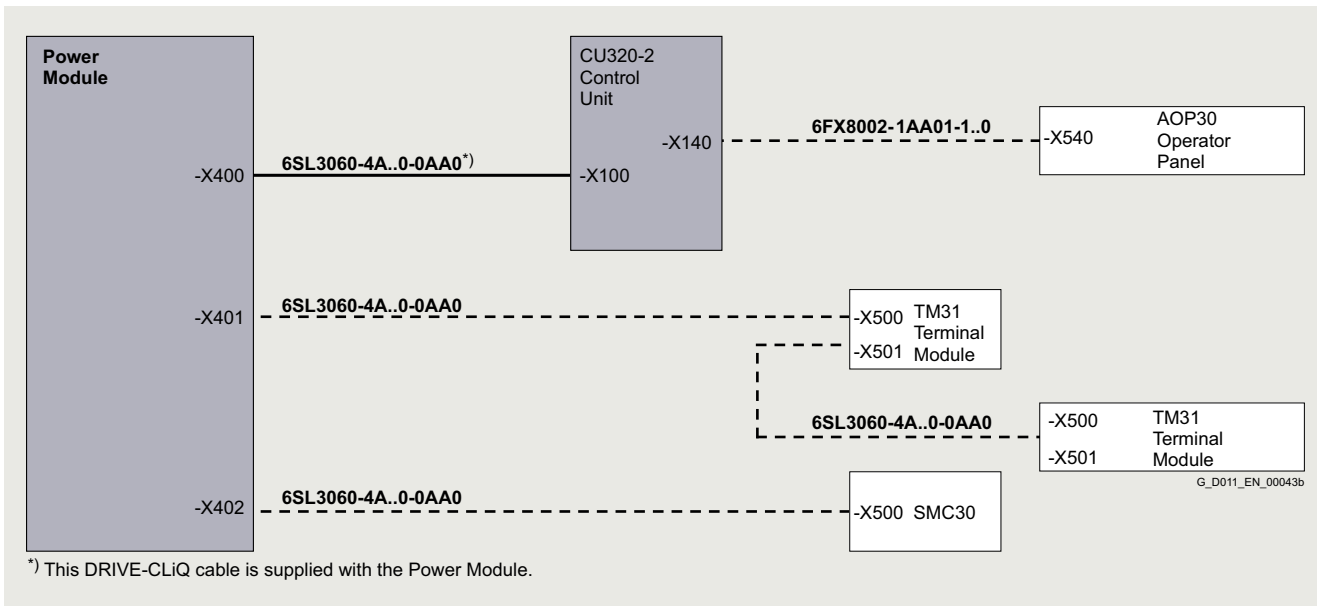 Power
Module
CU320-2
Control
Unit
-X140
6FX8002-1AA01-1..0
-X540
AOP30
Operator
Panel
-X400
6SL3060-4A..0-0AA0*)
-X100
-X401
6SL3060-4A..0-0AA0
-X500 TM31
Terminal
-X501 Module
6SL3060-4A..0-0AA0
-X500
TM31
Terminal
-X501
Module
G_D011_EN_00043b
-X402
6SL3060-4A..0-0AA0
-X500 SMC30
*) This DRIVE-CLiQ cable is supplied with the Power Module.